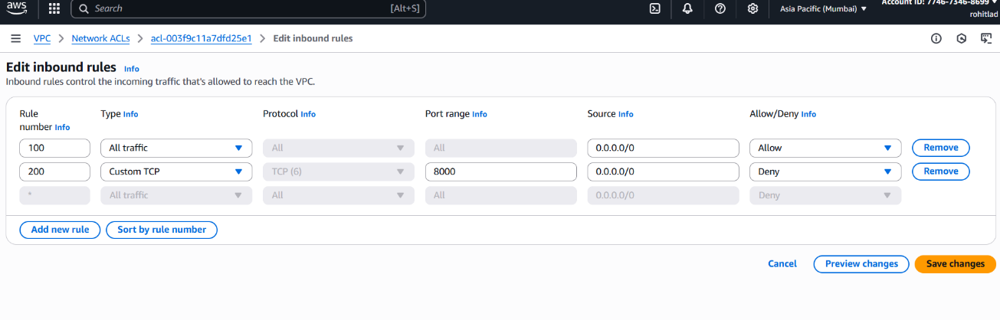 aws
Search [Alt+S] Asia Pacific (Mumbai) Account ID: 7746-7346-8699
rohitlad
VPC > Network ACLs > acl-003f9c11a7dfd25e1 > Edit inbound rules
Edit inbound rules Info
Inbound rules control the incoming traffic that's allowed to reach the VPC.
Rule number Info Type Info Protocol Info Port range Info Source Info Allow/Deny Info
100 All traffic All All 0.0.0.0/0 Allow Remove
200 Custom TCP TCP (6) 8000 0.0.0.0/0 Deny Remove
* All traffic All All 0.0.0.0/0 Deny
Add new rule Sort by rule number
Cancel Preview changes Save changes